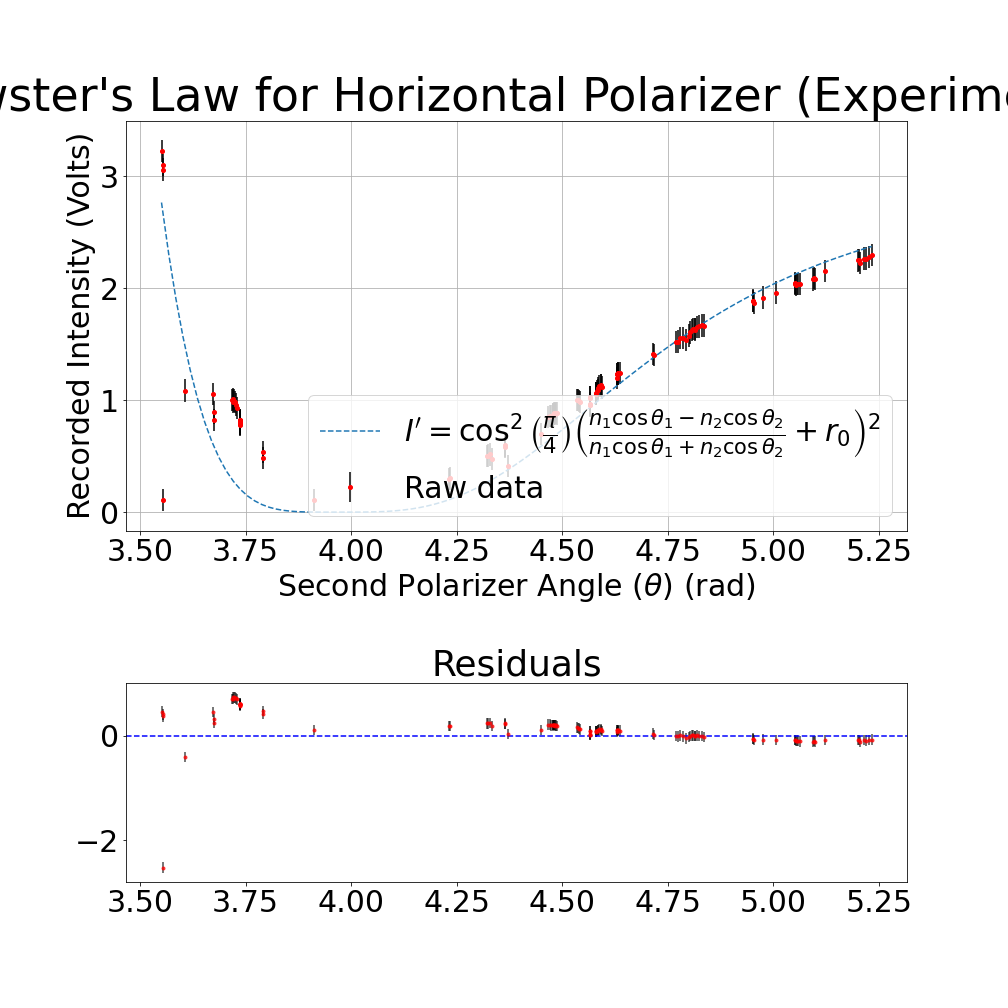 wster's Law for Horizontal Polarizer (Experime
Recorded Intensity (Volts)
3
2
1
0
I′ = cos² (π/4) ((n₁cos θ₁ − n₂cos θ₂)/(n₁cos θ₁ + n₂cos θ₂) + r₀)²
Raw data
3.50 3.75 4.00 4.25 4.50 4.75 5.00 5.25
Second Polarizer Angle (θ) (rad)
Residuals
0
−2
3.50 3.75 4.00 4.25 4.50 4.75 5.00 5.25